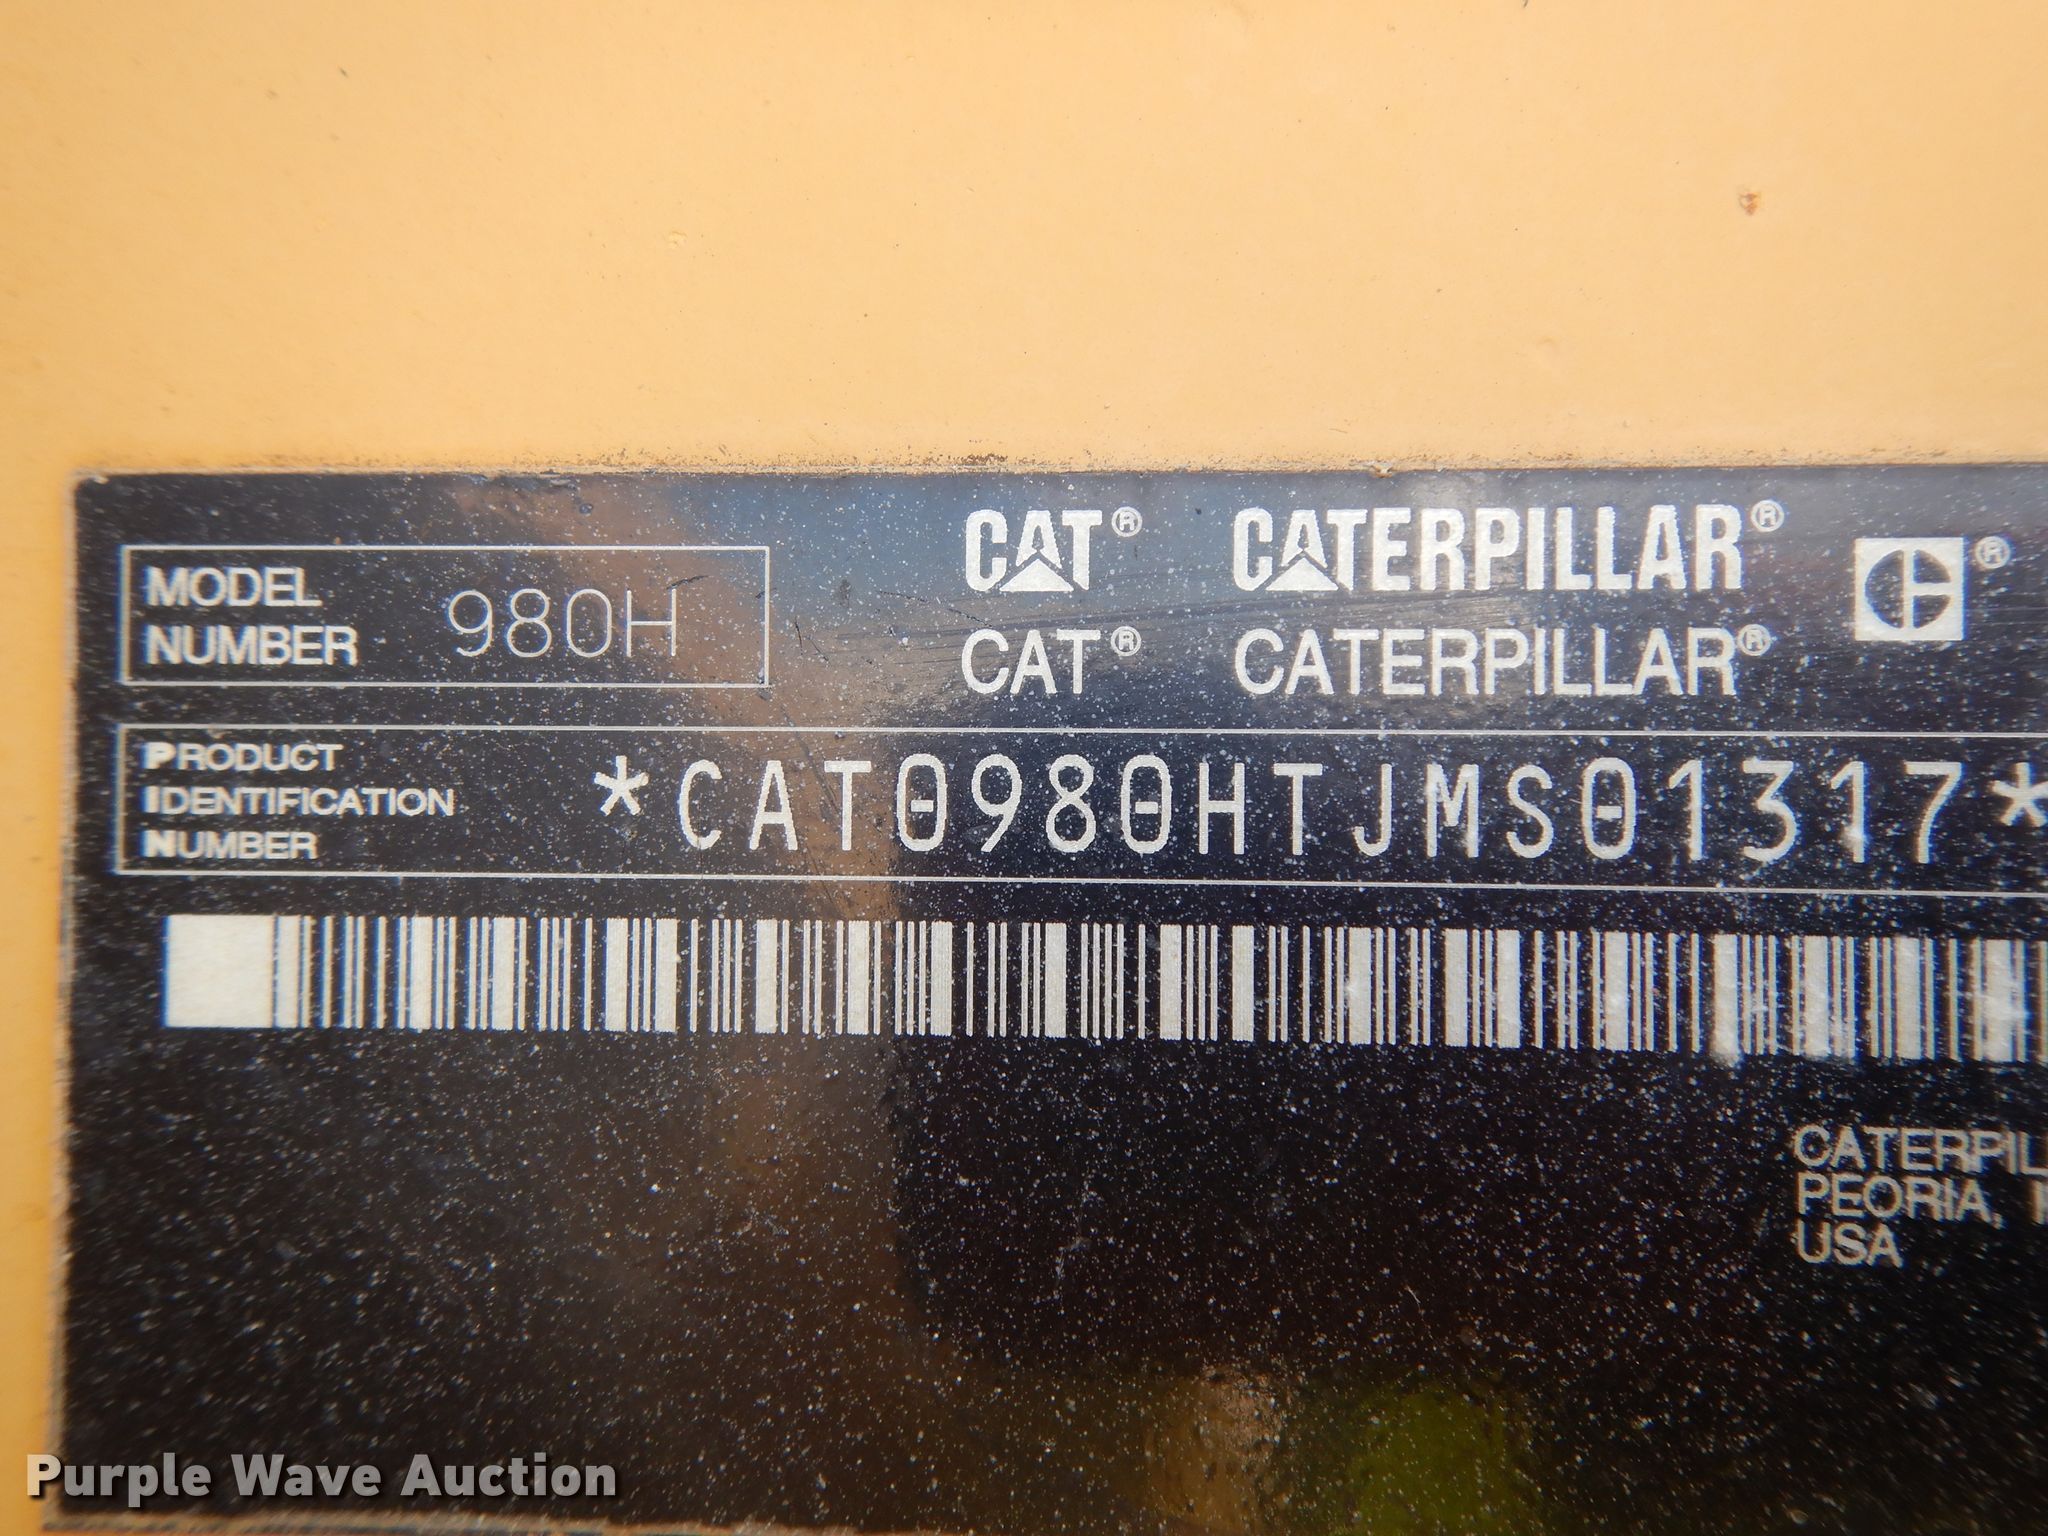 CAT® CATERPILLAR®
MODEL NUMBER 980H
CAT® CATERPILLAR®
PRODUCT IDENTIFICATION NUMBER *CAT0980HTJMS01317*
CATERPIL
PEORIA,
USA
Purple Wave Auction